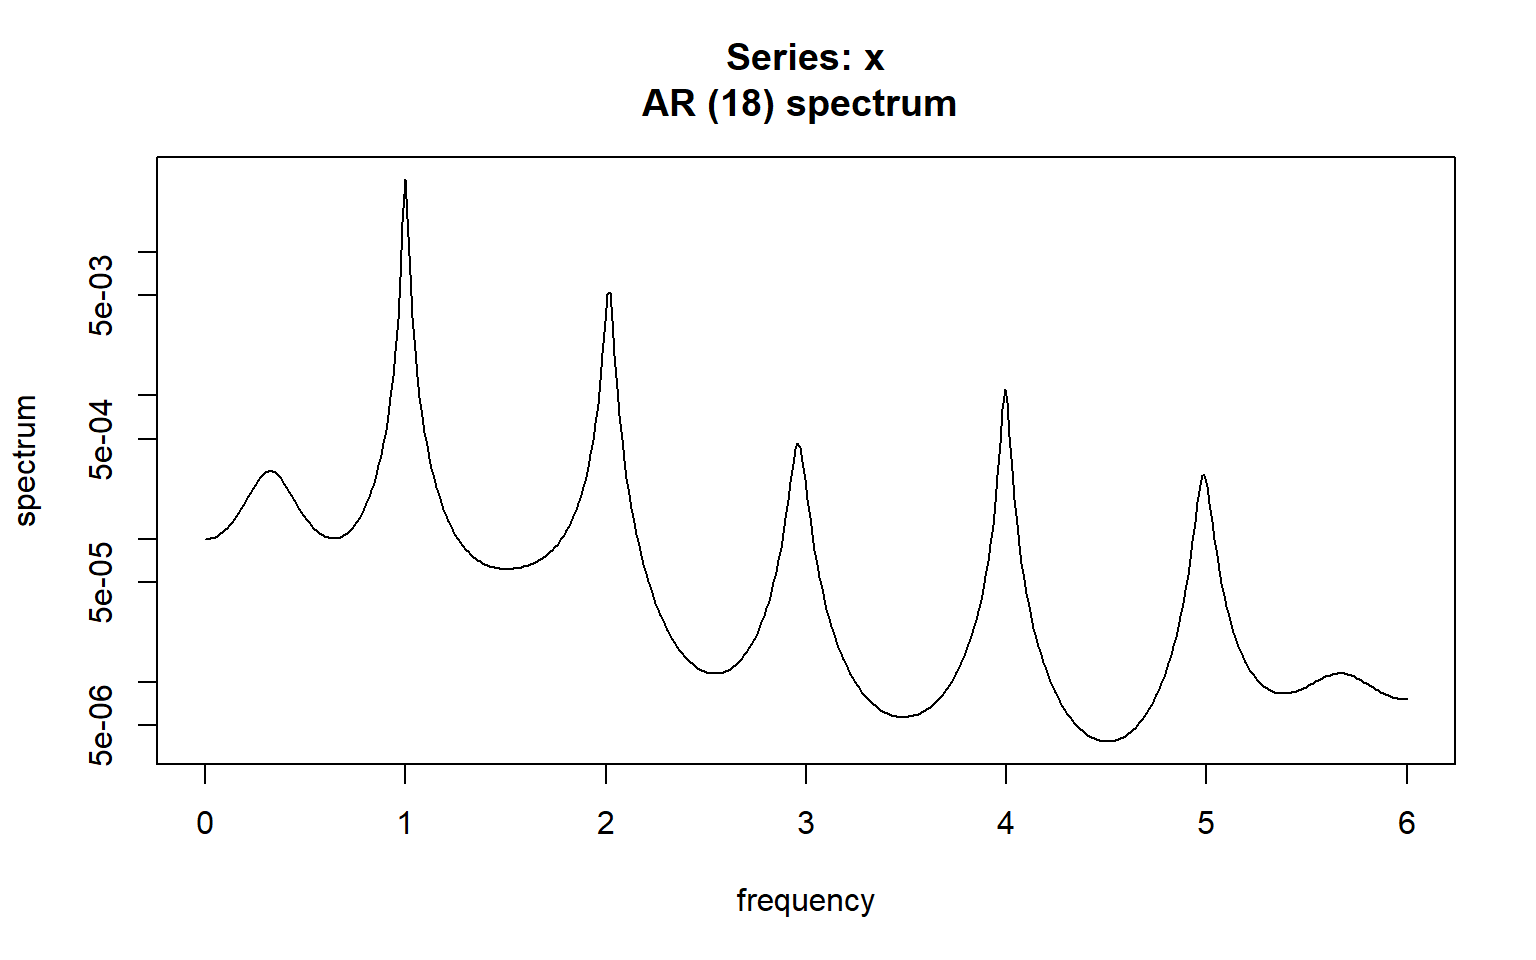 Series: x
AR (18) spectrum
spectrum
5e-03
5e-04
5e-05
5e-06
0 1 2 3 4 5 6
frequency